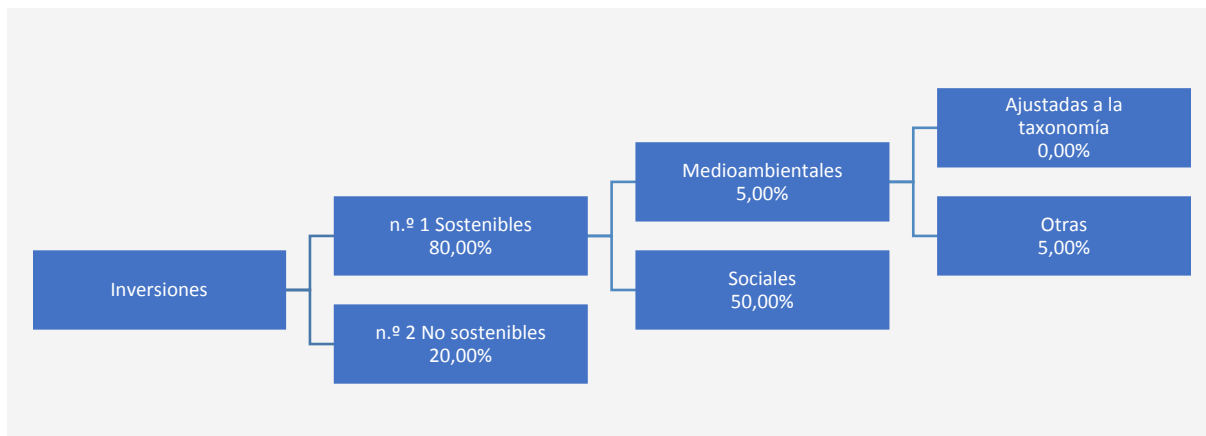 Inversiones
n.º 1 Sostenibles
80,00%
n.º 2 No sostenibles
20,00%
Medioambientales
5,00%
Sociales
50,00%
Ajustadas a la
taxonomía
0,00%
Otras
5,00%